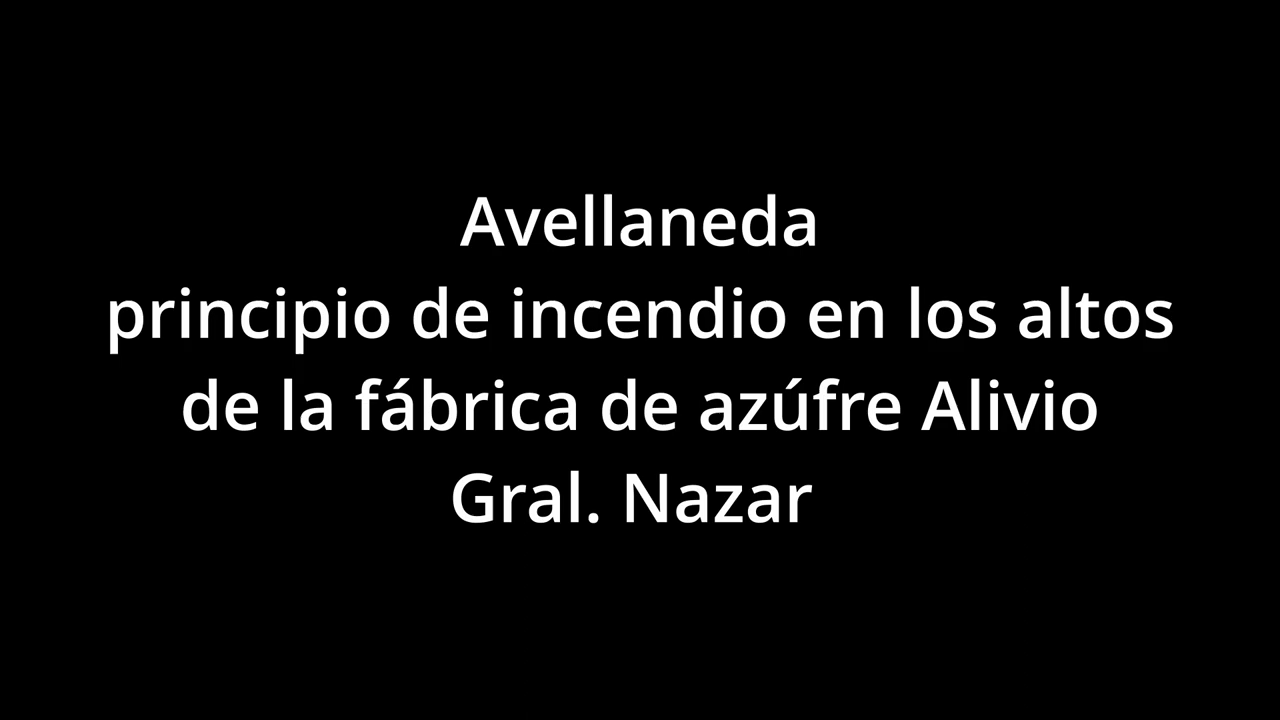 Avellaneda
principio de incendio en los altos
de la fábrica de azúfre Alivio
Gral. Nazar